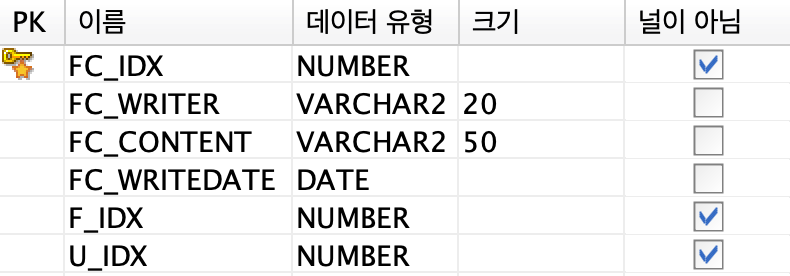 PK 이름 데이터 유형 크기 널이 아님
FC_IDX NUMBER
FC_WRITER VARCHAR2 20
FC_CONTENT VARCHAR2 50
FC_WRITEDATE DATE
F_IDX NUMBER
U_IDX NUMBER